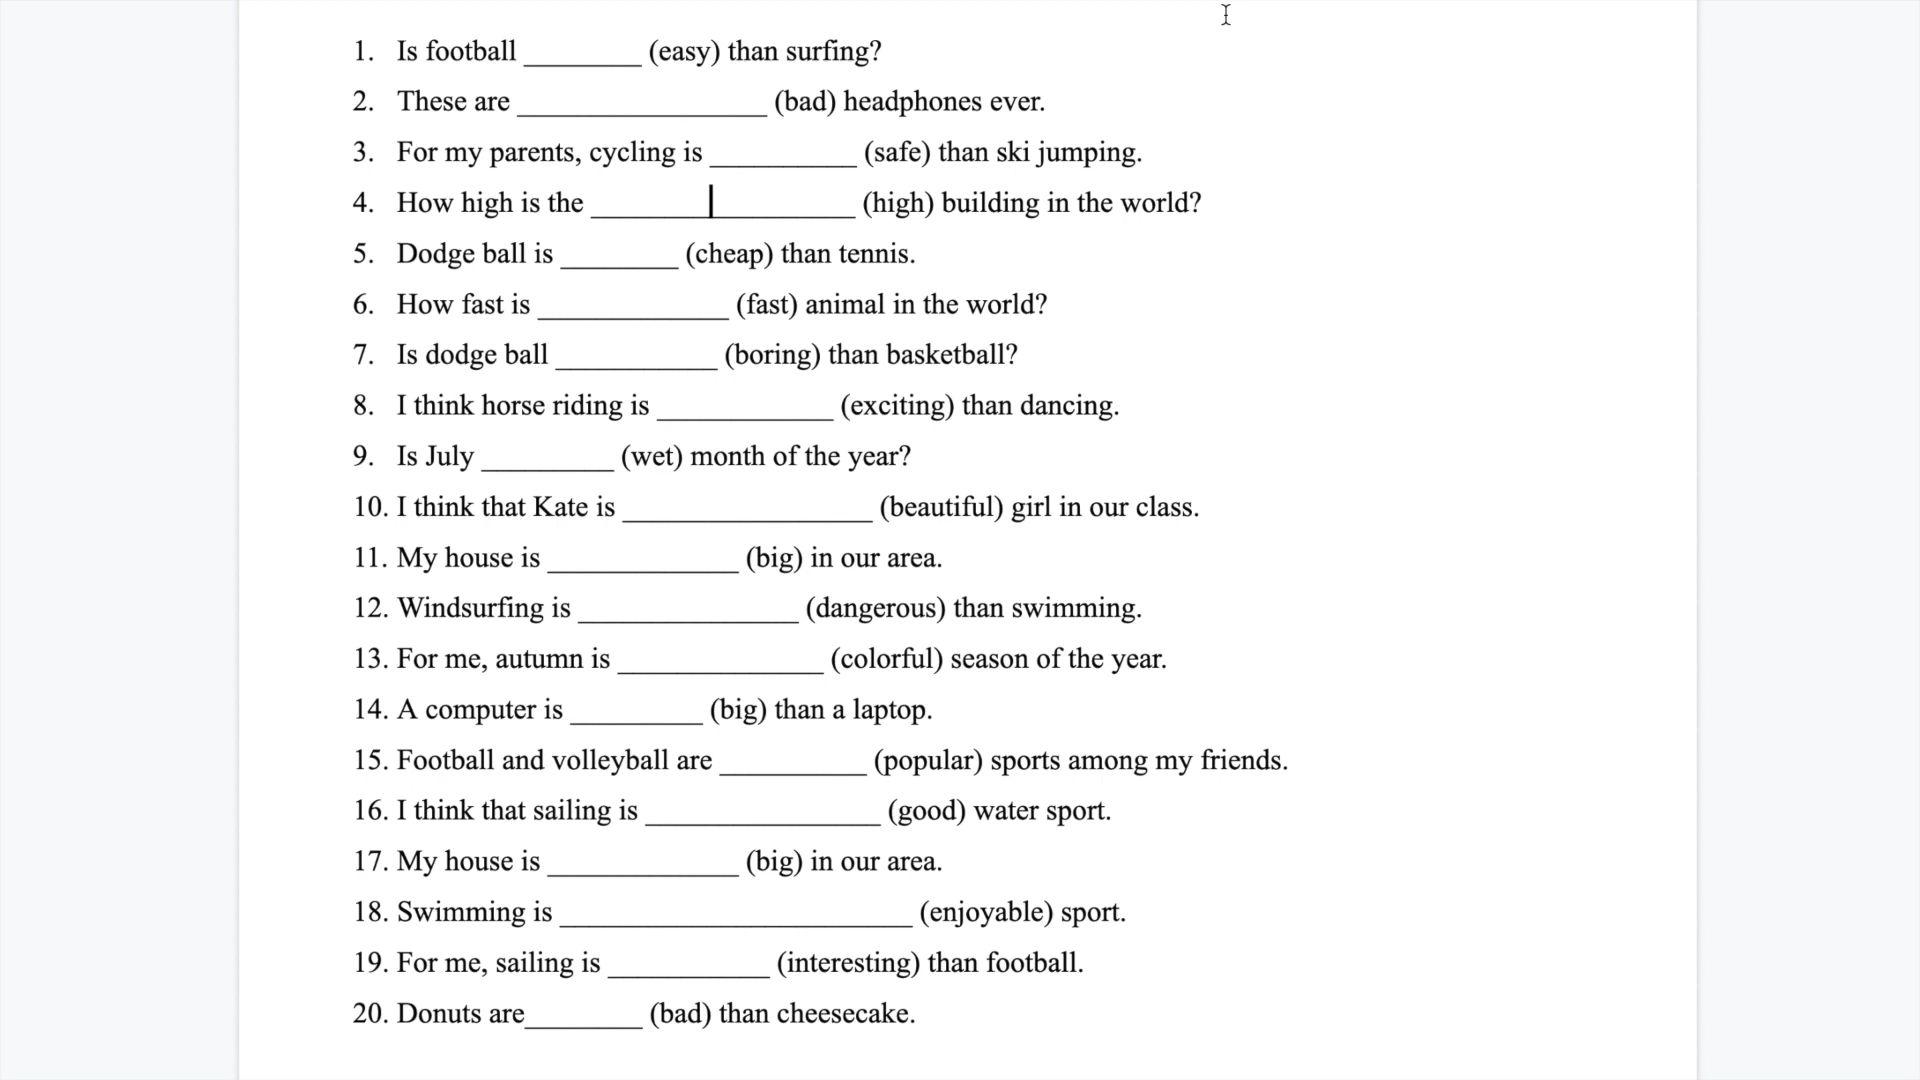 1. Is football ________ (easy) than surfing?
2. These are _________________ (bad) headphones ever.
3. For my parents, cycling is __________ (safe) than ski jumping.
4. How high is the __________________ (high) building in the world?
5. Dodge ball is ________ (cheap) than tennis.
6. How fast is _____________ (fast) animal in the world?
7. Is dodge ball ___________ (boring) than basketball?
8. I think horse riding is ____________ (exciting) than dancing.
9. Is July _________ (wet) month of the year?
10. I think that Kate is _________________ (beautiful) girl in our class.
11. My house is _____________ (big) in our area.
12. Windsurfing is _______________ (dangerous) than swimming.
13. For me, autumn is ______________ (colorful) season of the year.
14. A computer is _________ (big) than a laptop.
15. Football and volleyball are __________ (popular) sports among my friends.
16. I think that sailing is ________________ (good) water sport.
17. My house is _____________ (big) in our area.
18. Swimming is ________________________ (enjoyable) sport.
19. For me, sailing is ___________ (interesting) than football.
20. Donuts are________ (bad) than cheesecake.